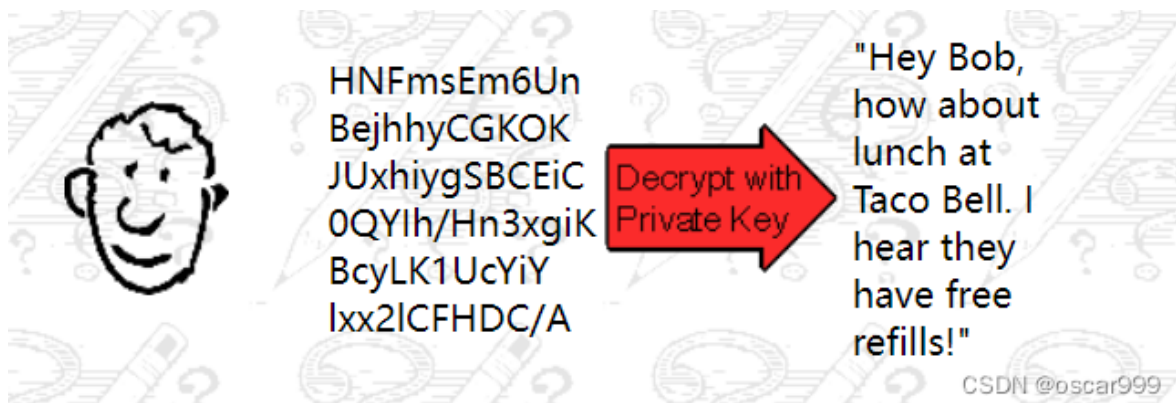 HNFmsEm6Un
BejhhyCGKOK
JUxhiygSBCEiC
0QYlh/Hn3xgiK
BcyLK1UcYiY
lxx2lCFHDC/A
Decrypt with
Private Key
"Hey Bob,
how about
lunch at
Taco Bell. I
hear they
have free
refills!"
CSDN @oscar999